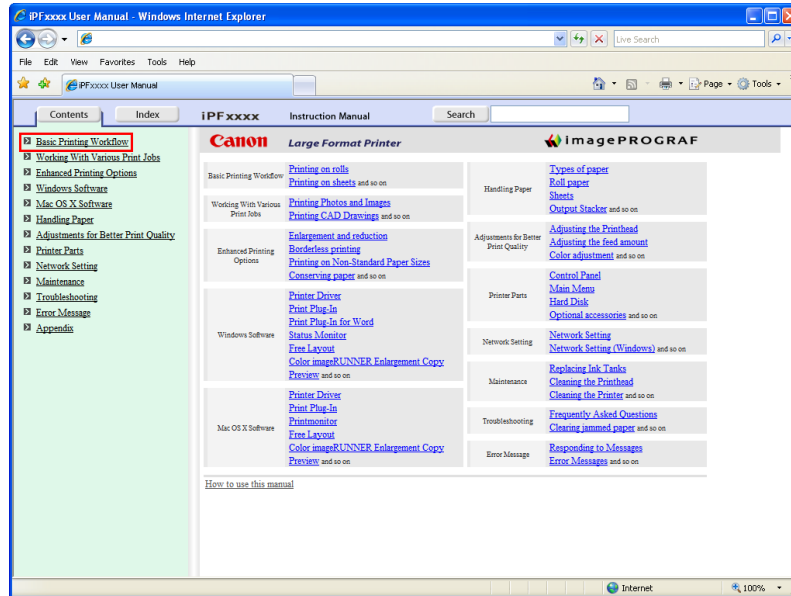 iPFxxxx User Manual - Windows Internet Explorer
Live Search
File Edit View Favorites Tools Help
iPFxxxx User Manual
Page Tools
Contents Index iPFxxxx Instruction Manual Search
Basic Printing Workflow
Working With Various Print Jobs
Enhanced Printing Options
Windows Software
Mac OS X Software
Handling Paper
Adjustments for Better Print Quality
Printer Parts
Network Setting
Maintenance
Troubleshooting
Error Message
Appendix
Canon Large Format Printer imagePROGRAF
Basic Printing Workflow
Printing on rolls
Printing on sheets and so on
Working With Various
Print Jobs
Printing Photos and Images
Printing CAD Drawings and so on
Enhanced Printing
Options
Enlargement and reduction
Borderless printing
Printing on Non-Standard Paper Sizes
Conserving paper and so on
Windows Software
Printer Driver
Print Plug-In
Print Plug-In for Word
Status Monitor
Free Layout
Color imageRUNNER Enlargement Copy
Preview and so on
Mac OS X Software
Printer Driver
Print Plug-In
Printmonitor
Free Layout
Color imageRUNNER Enlargement Copy
Preview and so on
Handling Paper
Types of paper
Roll paper
Sheets
Output Stacker and so on
Adjustments for Better
Print Quality
Adjusting the Printhead
Adjusting the feed amount
Color adjustment and so on
Printer Parts
Control Panel
Main Menu
Hard Disk
Optional accessories and so on
Network Setting
Network Setting
Network Setting (Windows) and so on
Maintenance
Replacing Ink Tanks
Cleaning the Printhead
Cleaning the Printer and so on
Troubleshooting
Frequently Asked Questions
Clearing jammed paper and so on
Error Message
Responding to Messages
Error Messages and so on
How to use this manual
Internet 100%